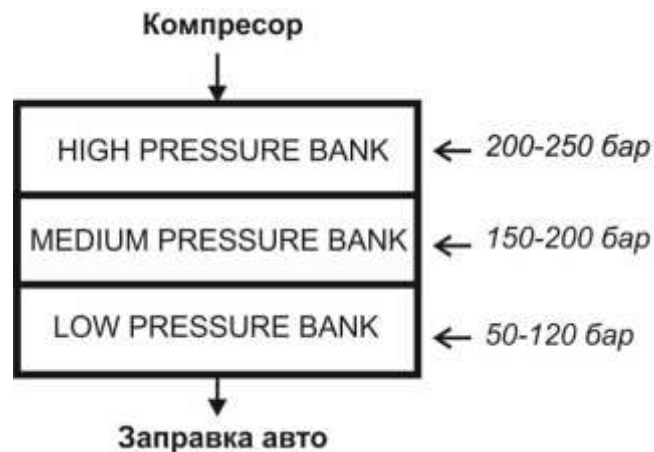 Компресор
HIGH PRESSURE BANK
200-250 бар
MEDIUM PRESSURE BANK
150-200 бар
LOW PRESSURE BANK
50-120 бар
Заправка авто